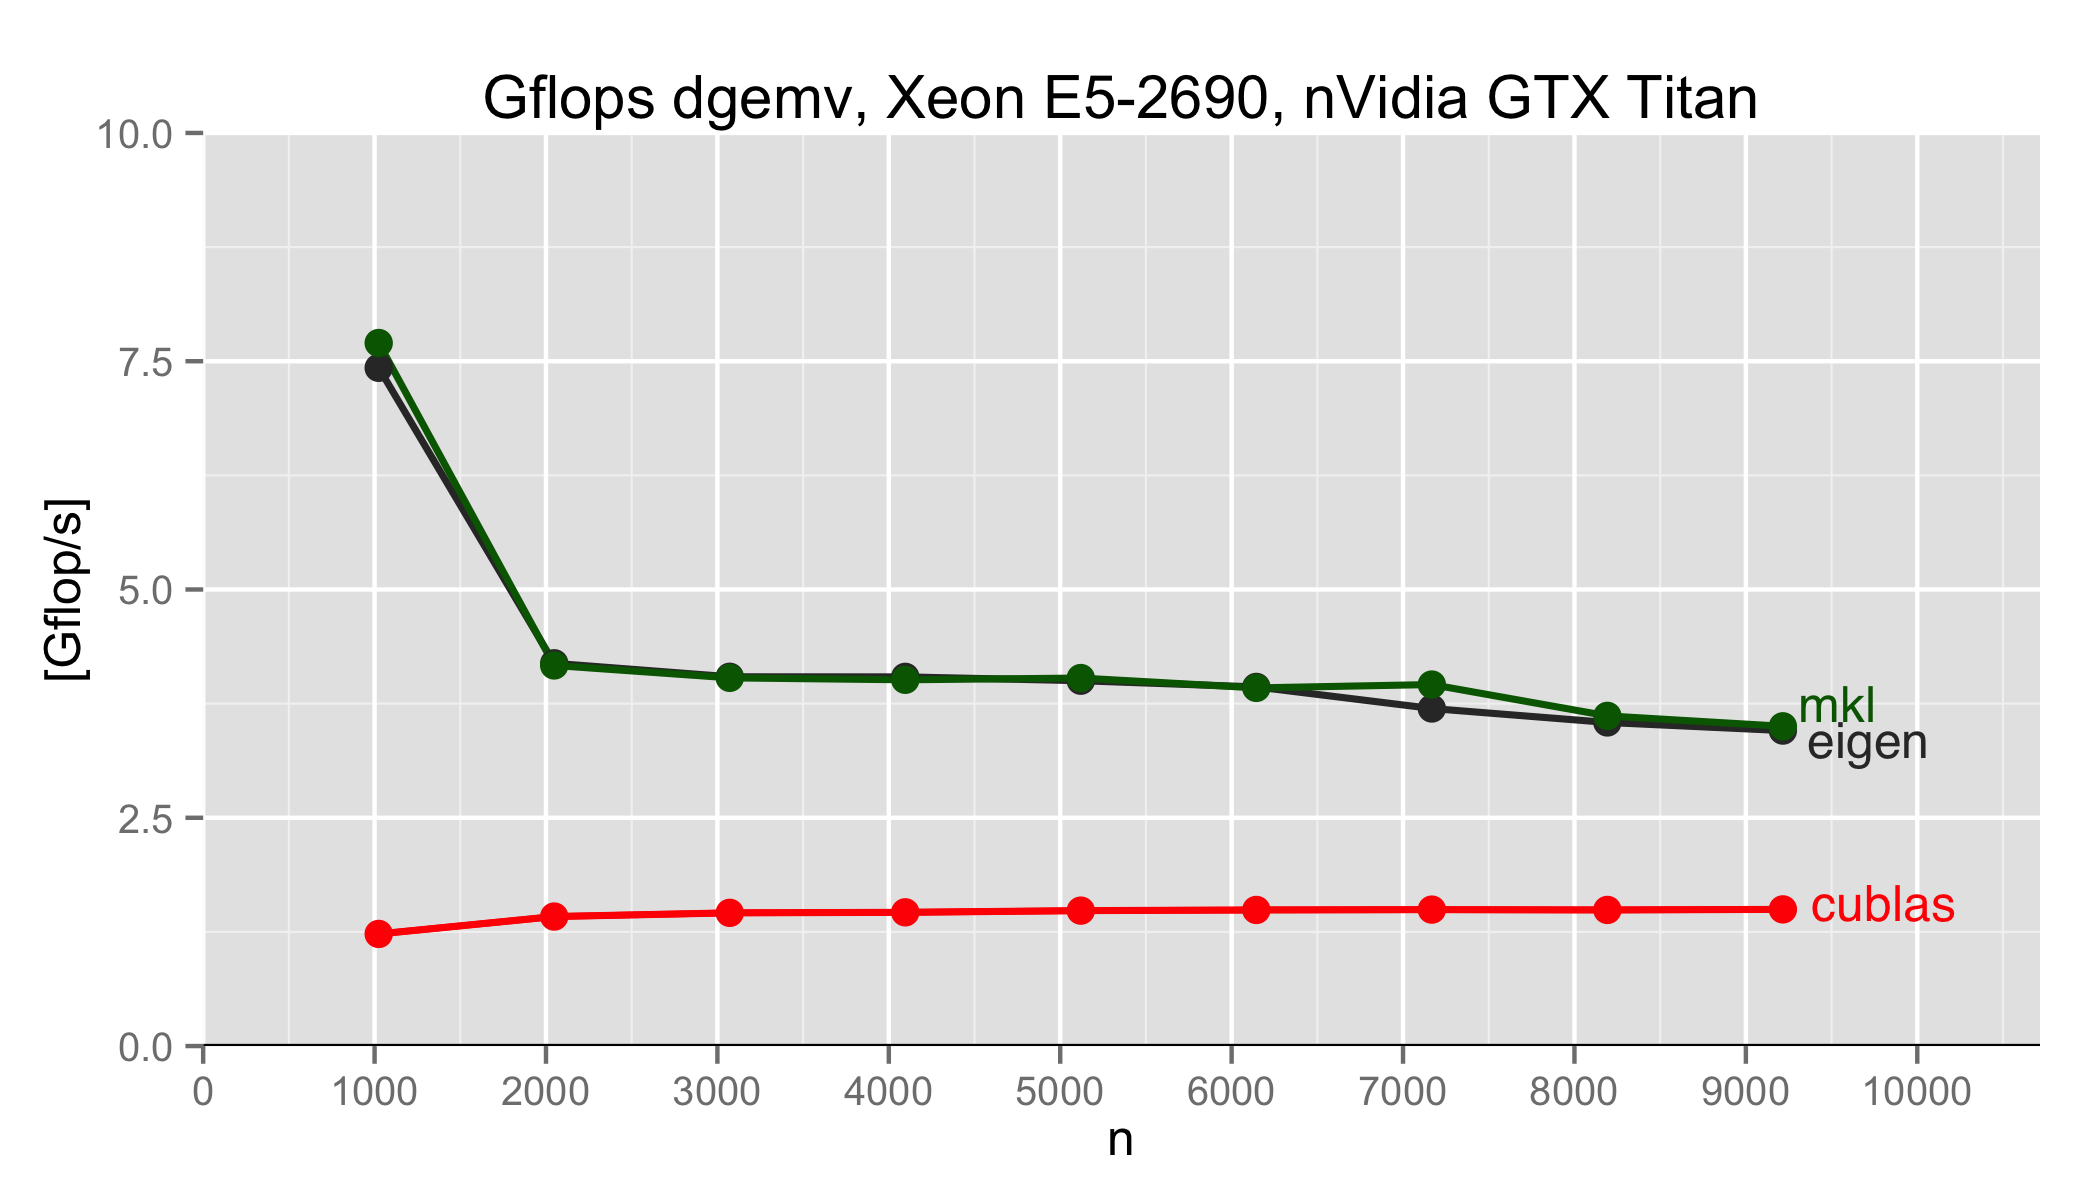 Gflops dgemv, Xeon E5-2690, nVidia GTX Titan
10.0
7.5
5.0
2.5
0.0
[Gflop/s]
mkl
eigen
cublas
0 1000 2000 3000 4000 5000 6000 7000 8000 9000 10000
n